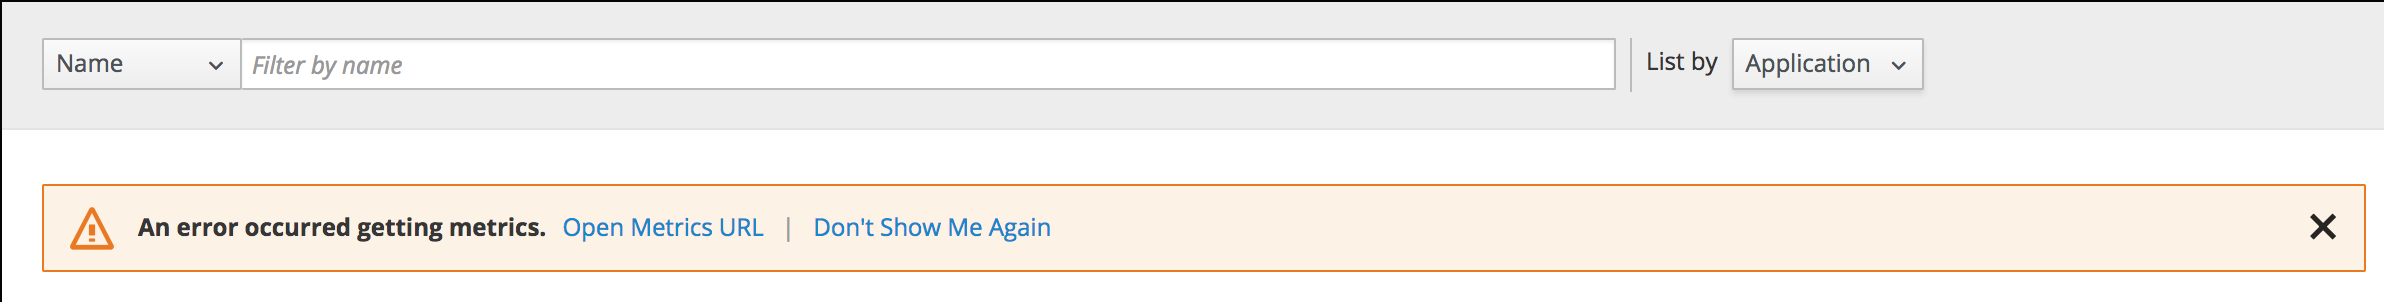 Name Filter by name List by Application
An error occurred getting metrics. Open Metrics URL | Don't Show Me Again